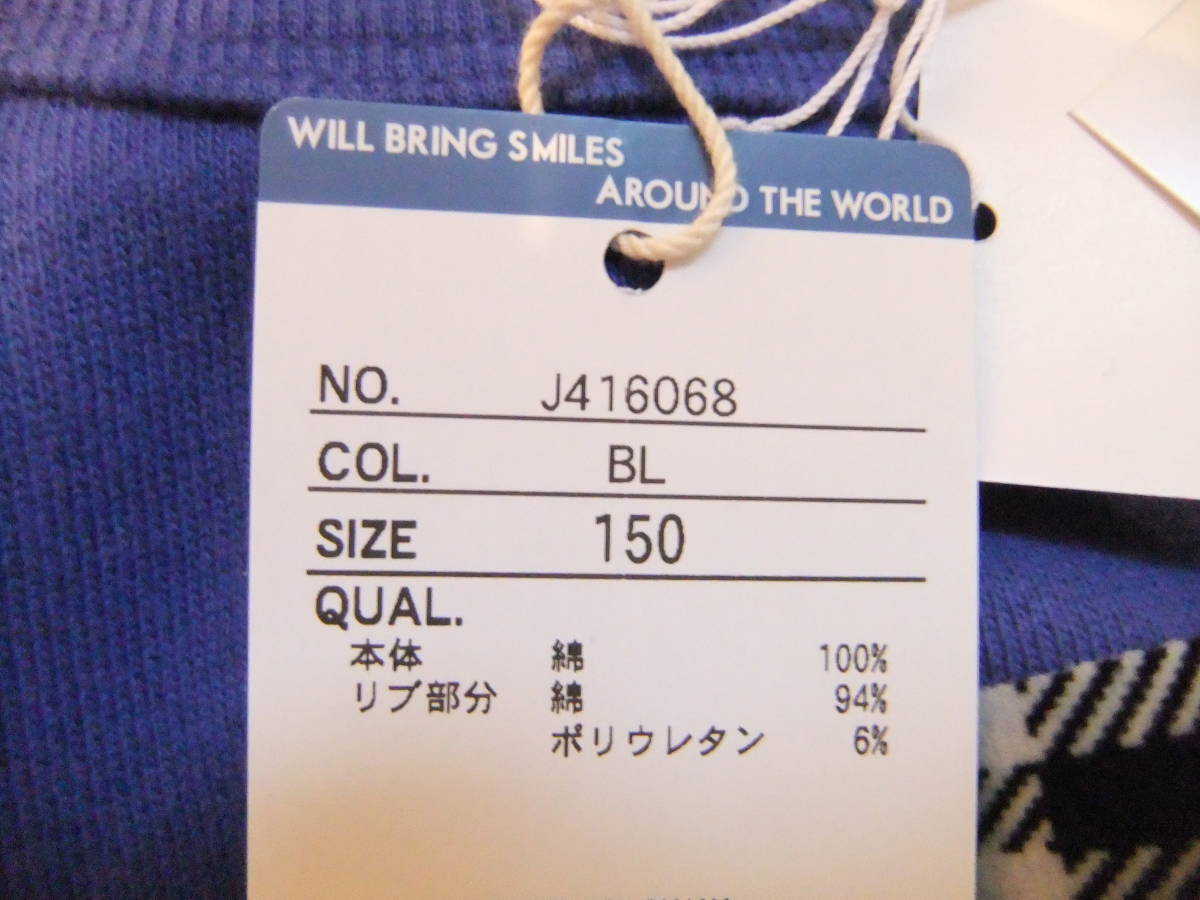 WILL BRING SMILES
AROUND THE WORLD
NO. J416068
COL. BL
SIZE 150
QUAL.
本体 綿 100%
リブ部分 綿 94%
ポリウレタン 6%